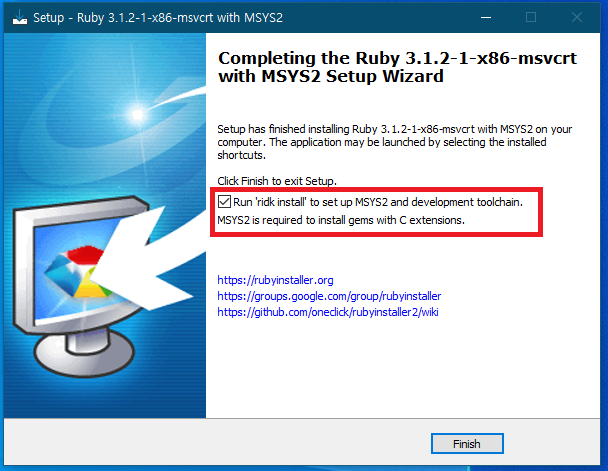 Setup - Ruby 3.1.2-1-x86-msvcrt with MSYS2
Completing the Ruby 3.1.2-1-x86-msvcrt
with MSYS2 Setup Wizard
Setup has finished installing Ruby 3.1.2-1-x86-msvcrt with MSYS2 on your
computer. The application may be launched by selecting the installed
shortcuts.
Click Finish to exit Setup.
Run 'ridk install' to set up MSYS2 and development toolchain.
MSYS2 is required to install gems with C extensions.
https://rubyinstaller.org
https://groups.google.com/group/rubyinstaller
https://github.com/oneclick/rubyinstaller2/wiki
Finish